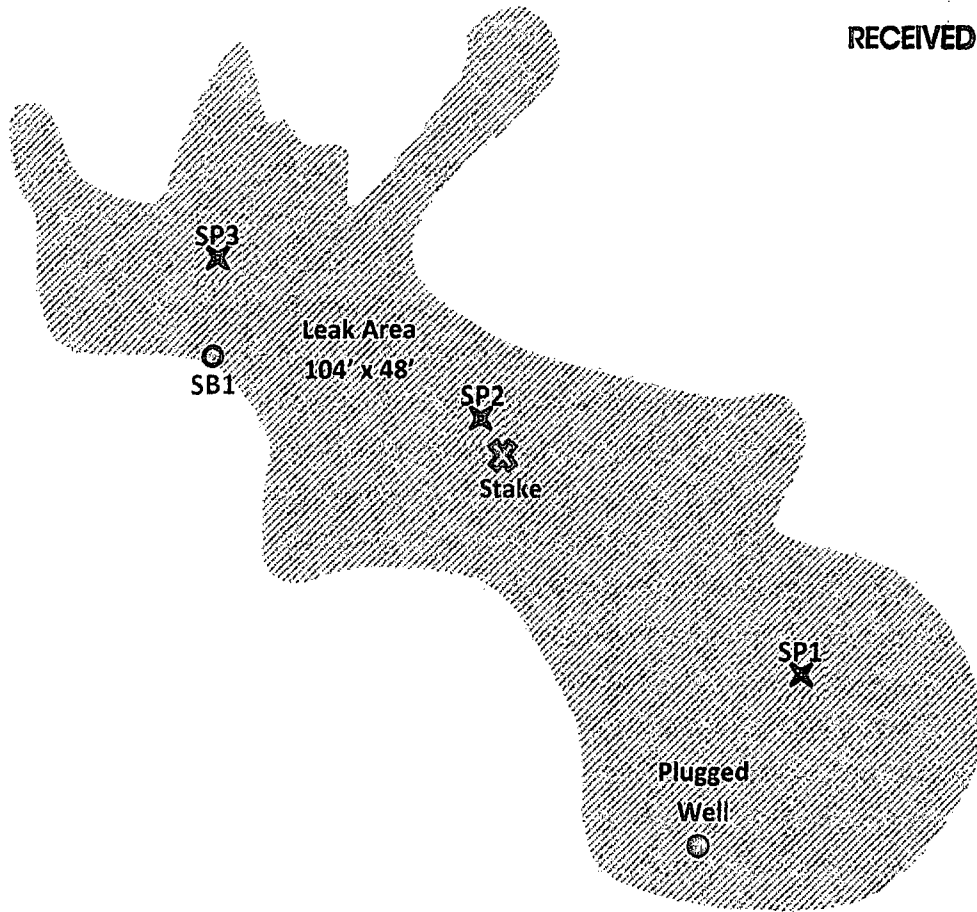 RECEIVED
SP3
Leak Area
104' x 48'
SB1
SP2
Stake
SP1
Plugged
Well